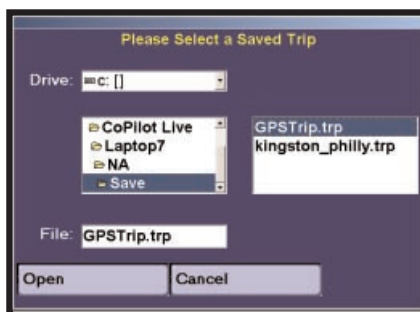 Please Select a Saved Trip
Drive: c: []
CoPilot Live
Laptop7
NA
Save
GPSTrip.trp
kingston_philly.trp
File: GPSTrip.trp
Open
Cancel